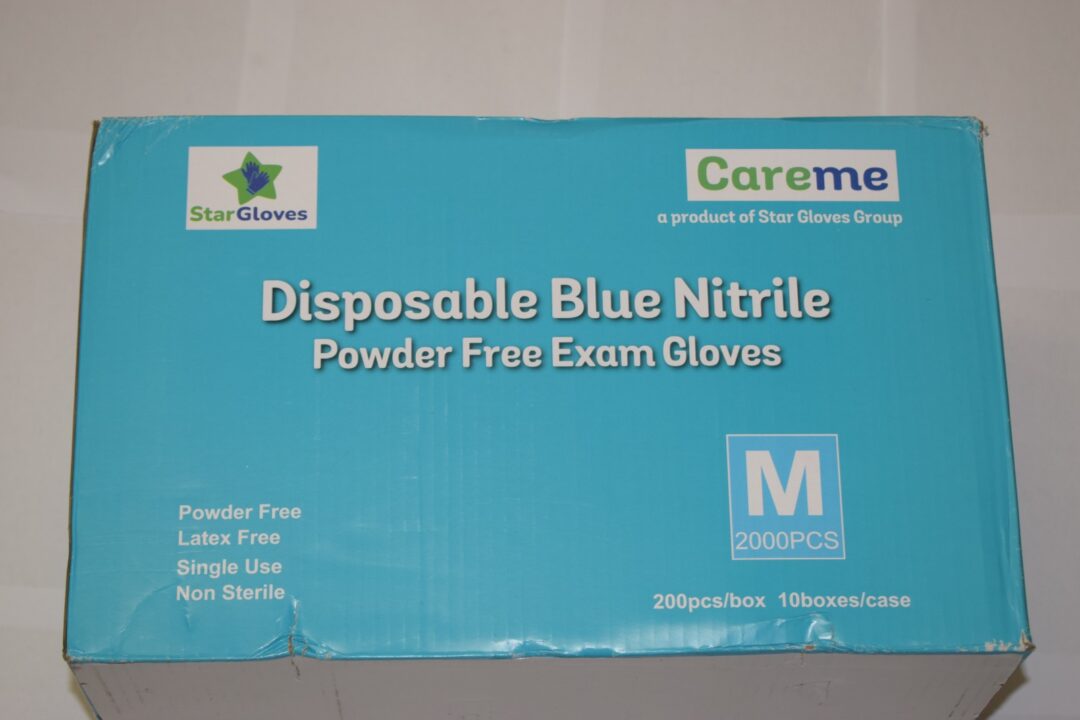 StarGloves
Careme
a product of Star Gloves Group
Disposable Blue Nitrile
Powder Free Exam Gloves
M
2000PCS
Powder Free
Latex Free
Single Use
Non Sterile
200pcs/box 10boxes/case